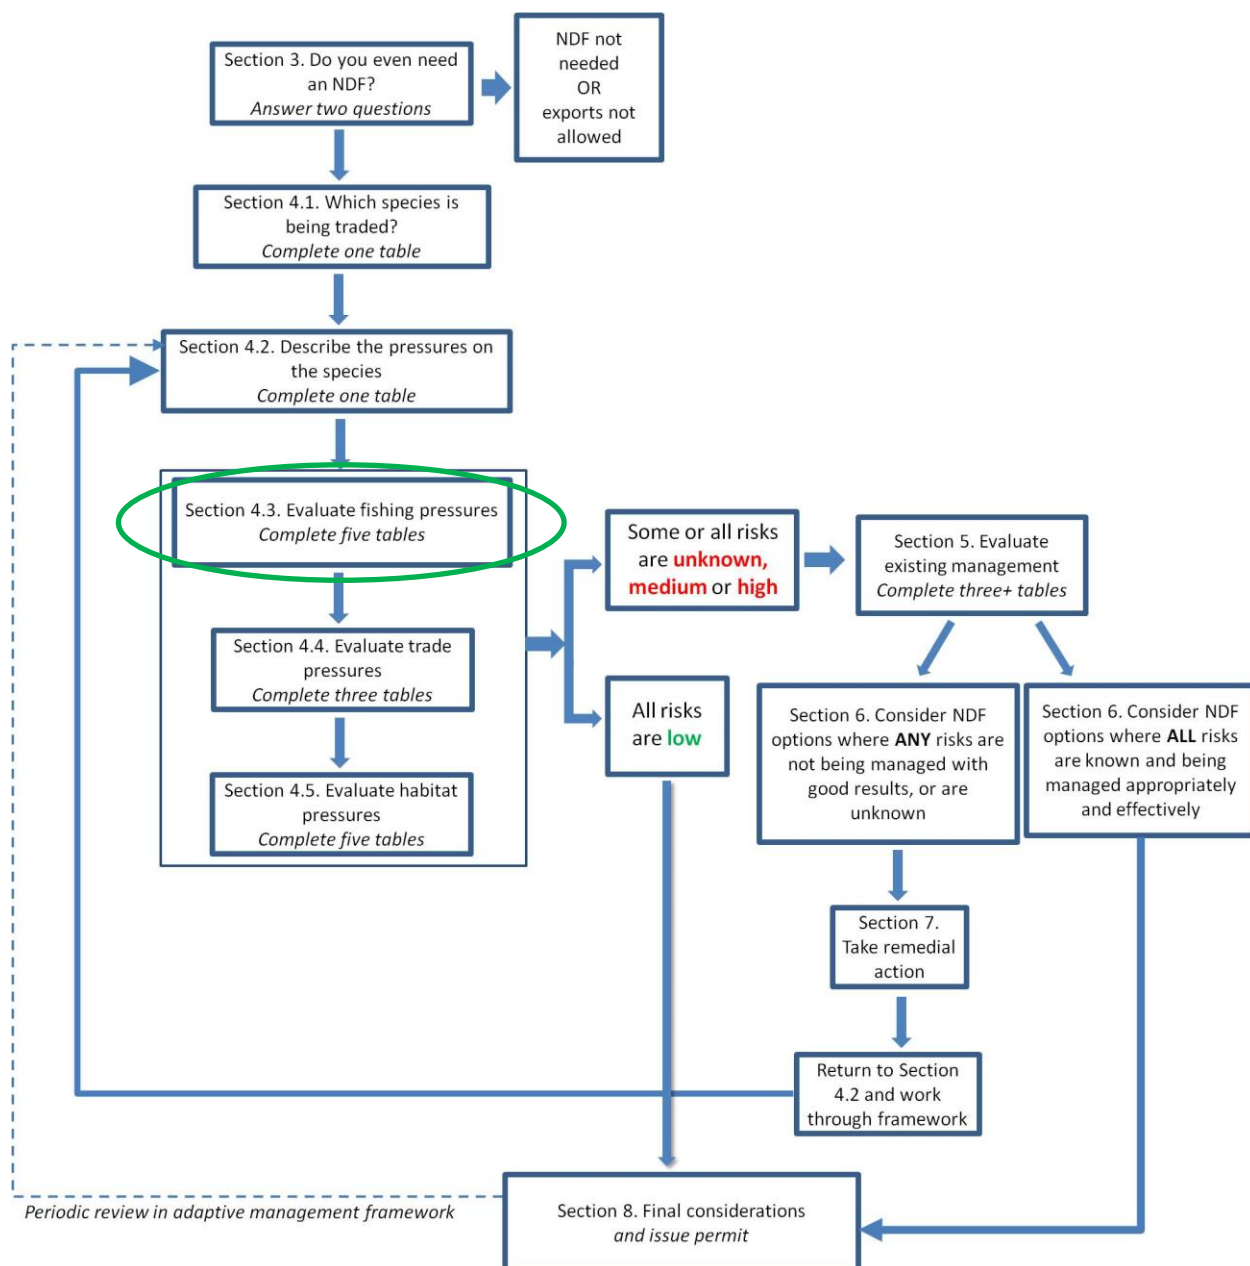 Section 3. Do you even need
an NDF?
Answer two questions
NDF not
needed
OR
exports not
allowed
Section 4.1. Which species is
being traded?
Complete one table
Section 4.2. Describe the pressures on
the species
Complete one table
Section 4.3. Evaluate fishing pressures
Complete five tables
Section 4.4. Evaluate trade
pressures
Complete three tables
Section 4.5. Evaluate habitat
pressures
Complete five tables
Some or all risks
are unknown,
medium or high
All risks
are low
Section 5. Evaluate
existing management
Complete three+ tables
Section 6. Consider NDF
options where ANY risks are
not being managed with
good results, or are
unknown
Section 6. Consider NDF
options where ALL risks
are known and being
managed appropriately
and effectively
Section 7.
Take remedial
action
Return to Section
4.2 and work
through framework
Section 8. Final considerations
and issue permit
Periodic review in adaptive management framework